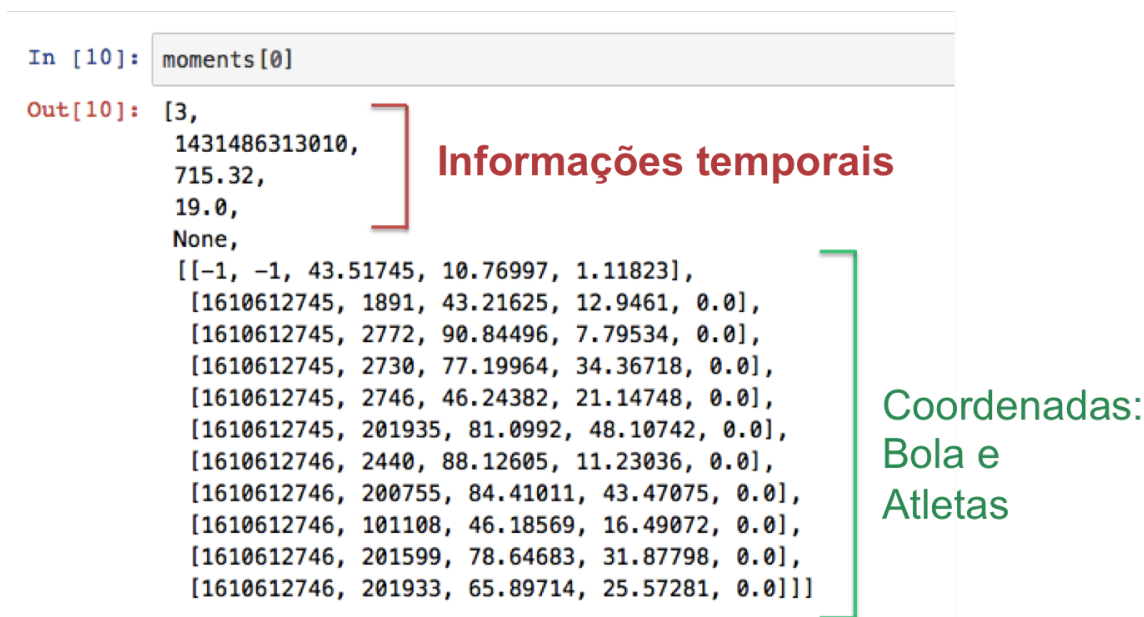 In [10]: moments[0]
Out[10]: [3,
1431486313010,
715.32,
19.0,
None,
[[-1, -1, 43.51745, 10.76997, 1.11823],
[1610612745, 1891, 43.21625, 12.9461, 0.0],
[1610612745, 2772, 90.84496, 7.79534, 0.0],
[1610612745, 2730, 77.19964, 34.36718, 0.0],
[1610612745, 2746, 46.24382, 21.14748, 0.0],
[1610612745, 201935, 81.0992, 48.10742, 0.0],
[1610612746, 2440, 88.12605, 11.23036, 0.0],
[1610612746, 200755, 84.41011, 43.47075, 0.0],
[1610612746, 101108, 46.18569, 16.49072, 0.0],
[1610612746, 201599, 78.64683, 31.87798, 0.0],
[1610612746, 201933, 65.89714, 25.57281, 0.0]]]
Informações temporais
Coordenadas:
Bola e
Atletas